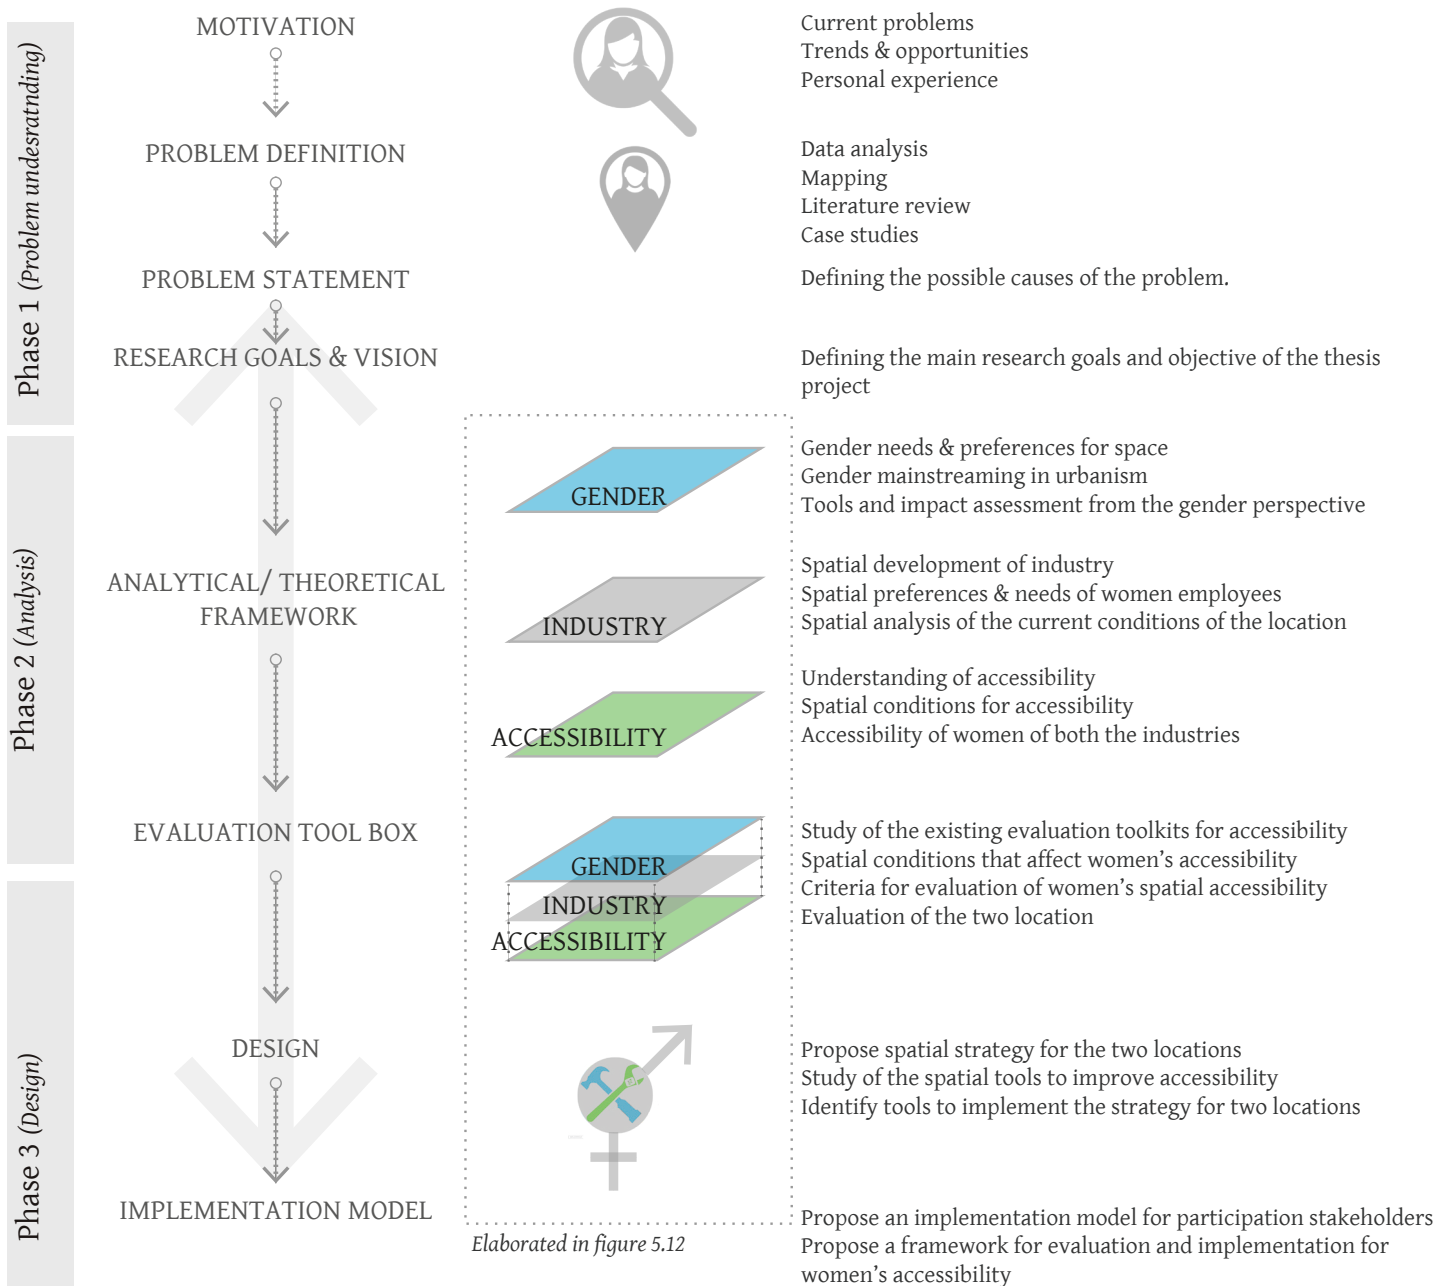 Phase 1 (Problem undesratnding)
MOTIVATION
Current problems
Trends & opportunities
Personal experience
PROBLEM DEFINITION
Data analysis
Mapping
Literature review
Case studies
PROBLEM STATEMENT
Defining the possible causes of the problem.
RESEARCH GOALS & VISION
Defining the main research goals and objective of the thesis
project
Phase 2 (Analysis)
ANALYTICAL/ THEORETICAL
FRAMEWORK
GENDER
Gender needs & preferences for space
Gender mainstreaming in urbanism
Tools and impact assessment from the gender perspective
INDUSTRY
Spatial development of industry
Spatial preferences & needs of women employees
Spatial analysis of the current conditions of the location
ACCESSIBILITY
Understanding of accessibility
Spatial conditions for accessibility
Accessibility of women of both the industries
EVALUATION TOOL BOX
GENDER
INDUSTRY
ACCESSIBILITY
Study of the existing evaluation toolkits for accessibility
Spatial conditions that affect women's accessibility
Criteria for evaluation of women's spatial accessibility
Evaluation of the two location
Phase 3 (Design)
DESIGN
Propose spatial strategy for the two locations
Study of the spatial tools to improve accessibility
Identify tools to implement the strategy for two locations
IMPLEMENTATION MODEL
Elaborated in figure 5.12
Propose an implementation model for participation stakeholders
Propose a framework for evaluation and implementation for
women's accessibility